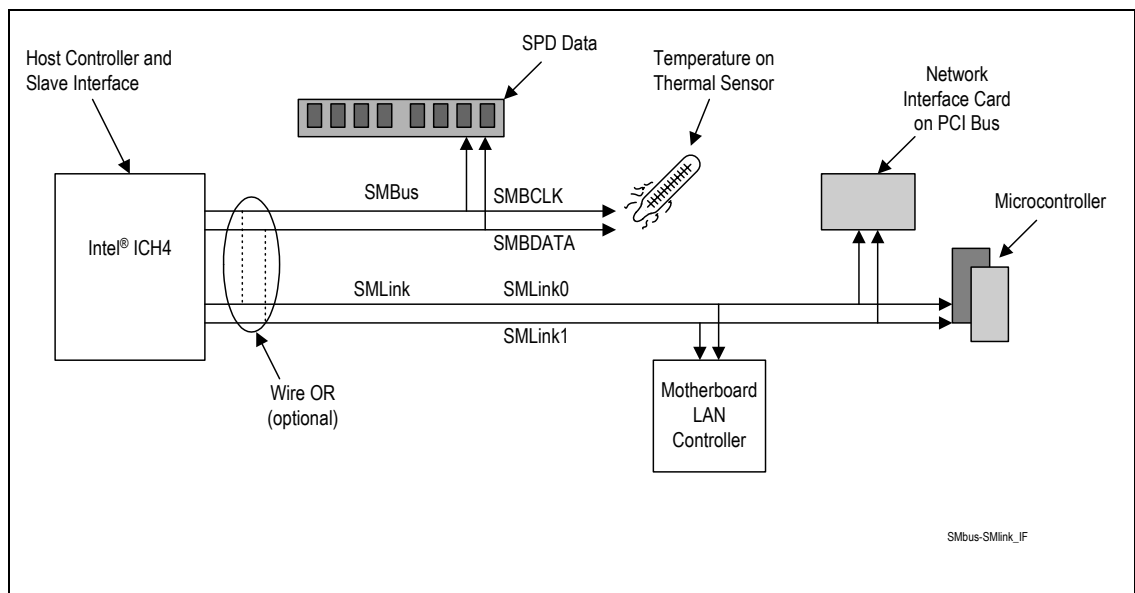 Host Controller and
Slave Interface
SPD Data
Temperature on
Thermal Sensor
Network
Interface Card
on PCI Bus
Microcontroller
Intel® ICH4
SMBus
SMBCLK
SMBDATA
SMLink
SMLink0
SMLink1
Wire OR
(optional)
Motherboard
LAN
Controller
SMbus-SMlink_IF